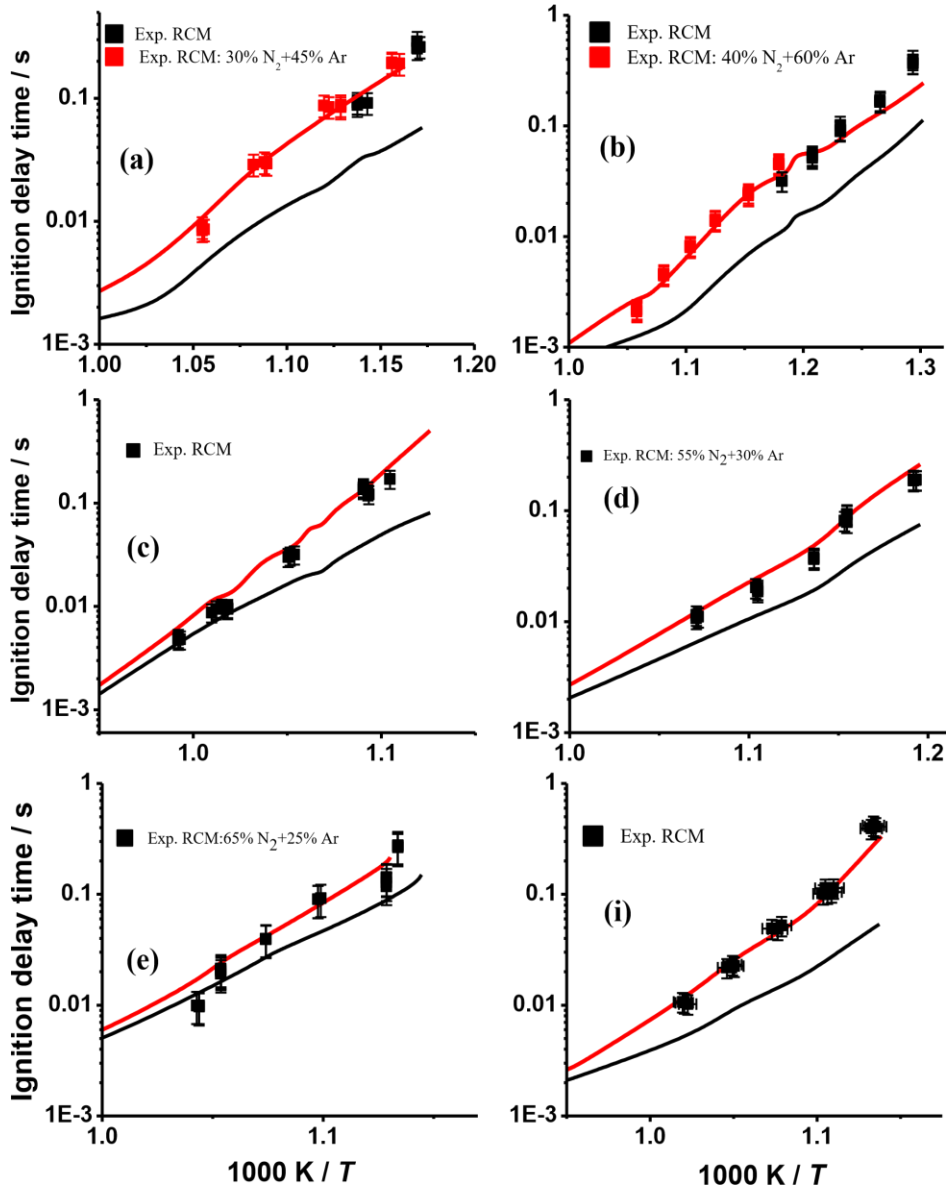 Ignition delay time / s
0.1
0.01
1E-3
Exp. RCM
Exp. RCM: 30% N2+45% Ar
(a)
1.00
1.05
1.10
1.15
1.20
1
0.1
0.01
1E-3
Exp. RCM
Exp. RCM: 40% N2+60% Ar
(b)
1.0
1.1
1.2
1.3
Ignition delay time / s
1
0.1
0.01
1E-3
Exp. RCM
(c)
1.0
1.1
1
0.1
0.01
1E-3
Exp. RCM: 55% N2+30% Ar
(d)
1.0
1.1
1.2
Ignition delay time / s
1
0.1
0.01
1E-3
Exp. RCM:65% N2+25% Ar
(e)
1.0
1.1
1000 K / T
1
0.1
0.01
1E-3
Exp. RCM
(i)
1.0
1.1
1000 K / T